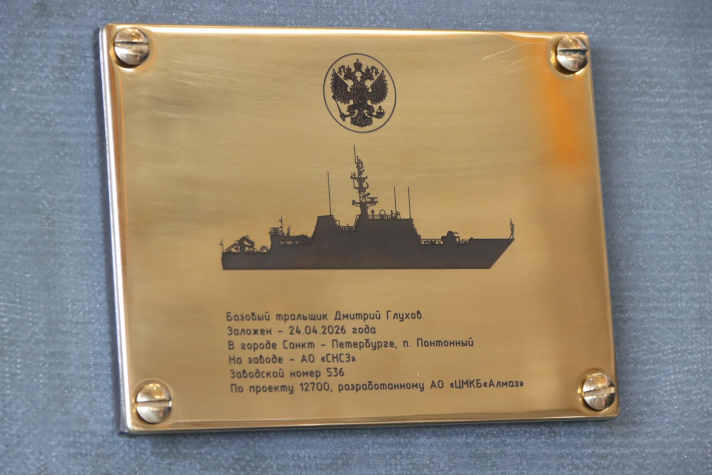 Базовый тральщик Дмитрий Глухов
Заложен - 24.04.2026 года
В городе Санкт - Петербурге, п. Понтонный
На заводе - АО «СНСЗ»
Заводской номер 536
По проекту 12700, разработанному АО «ЦМКБ«Алмаз»